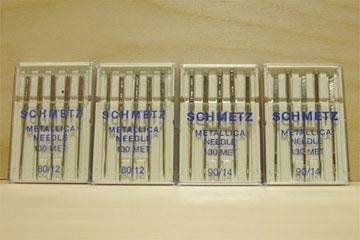 SCHMETZ
METALLICA
NEEDLE
130 MET
80/12
SCHMETZ
METALLICA
NEEDLE
130 MET
80/12
SCHMETZ
METALLICA
NEEDLE
130 MET
90/14
SCHMETZ
METALLICA
NEEDLE
130 MET
90/14